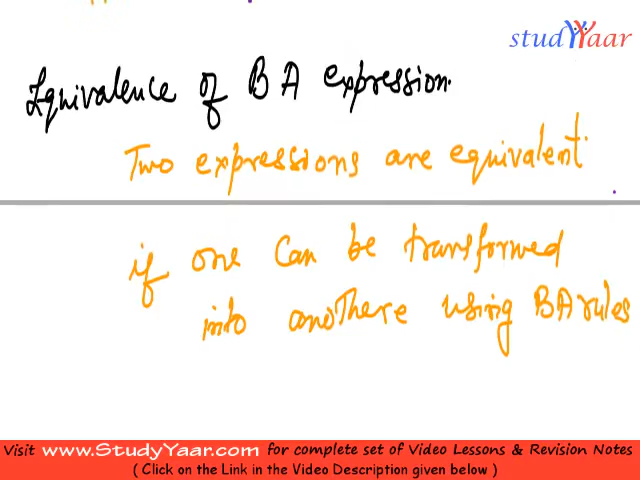 studYYaar
Equivalence of BA expression.
Two expressions are equivalent
if one can be transformed
into anothere using BA rules
Visit www.StudyYaar.com for complete set of Video Lessons & Revision Notes
( Click on the Link in the Video Description given below )